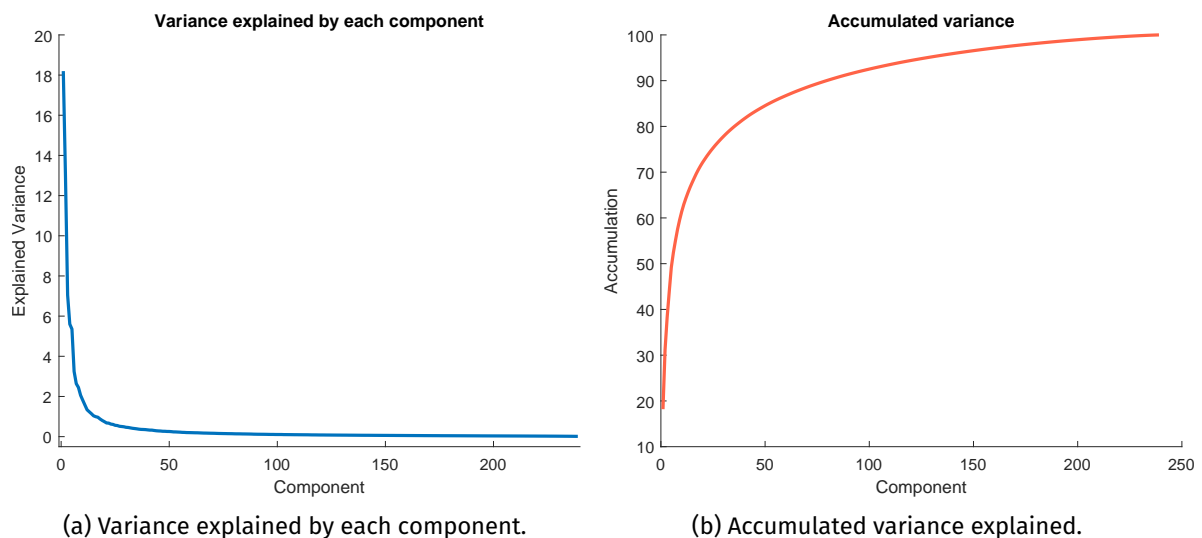 Variance explained by each component
20
18
16
14
12
10
8
6
4
2
0
Explained Variance
0 50 100 150 200
Component
(a) Variance explained by each component.
Accumulated variance
100
90
80
70
60
50
40
30
20
10
Accumulation
0 50 100 150 200 250
Component
(b) Accumulated variance explained.